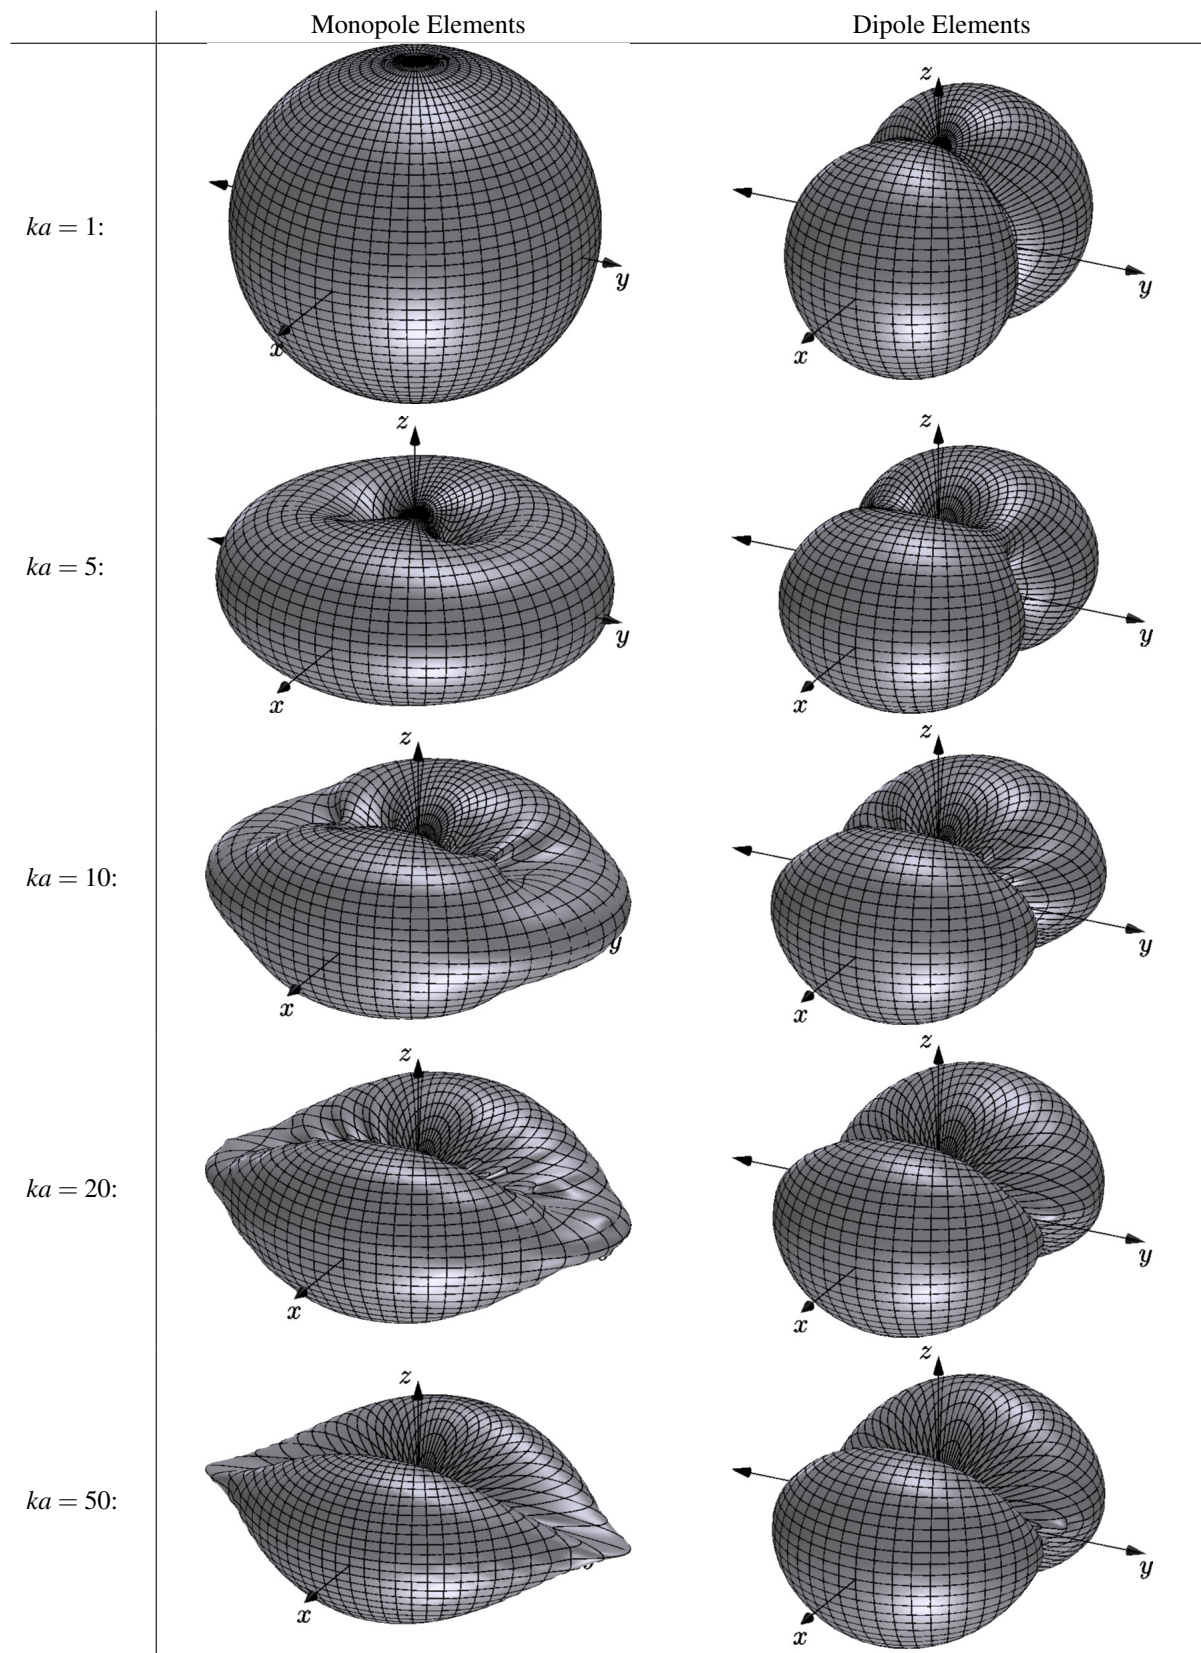 Monopole Elements Dipole Elements
ka = 1:
y
x
z
y
x
ka = 5:
z
y
x
z
y
x
ka = 10:
z
y
x
z
y
x
ka = 20:
z
x
z
y
x
ka = 50:
z
x
z
y
x